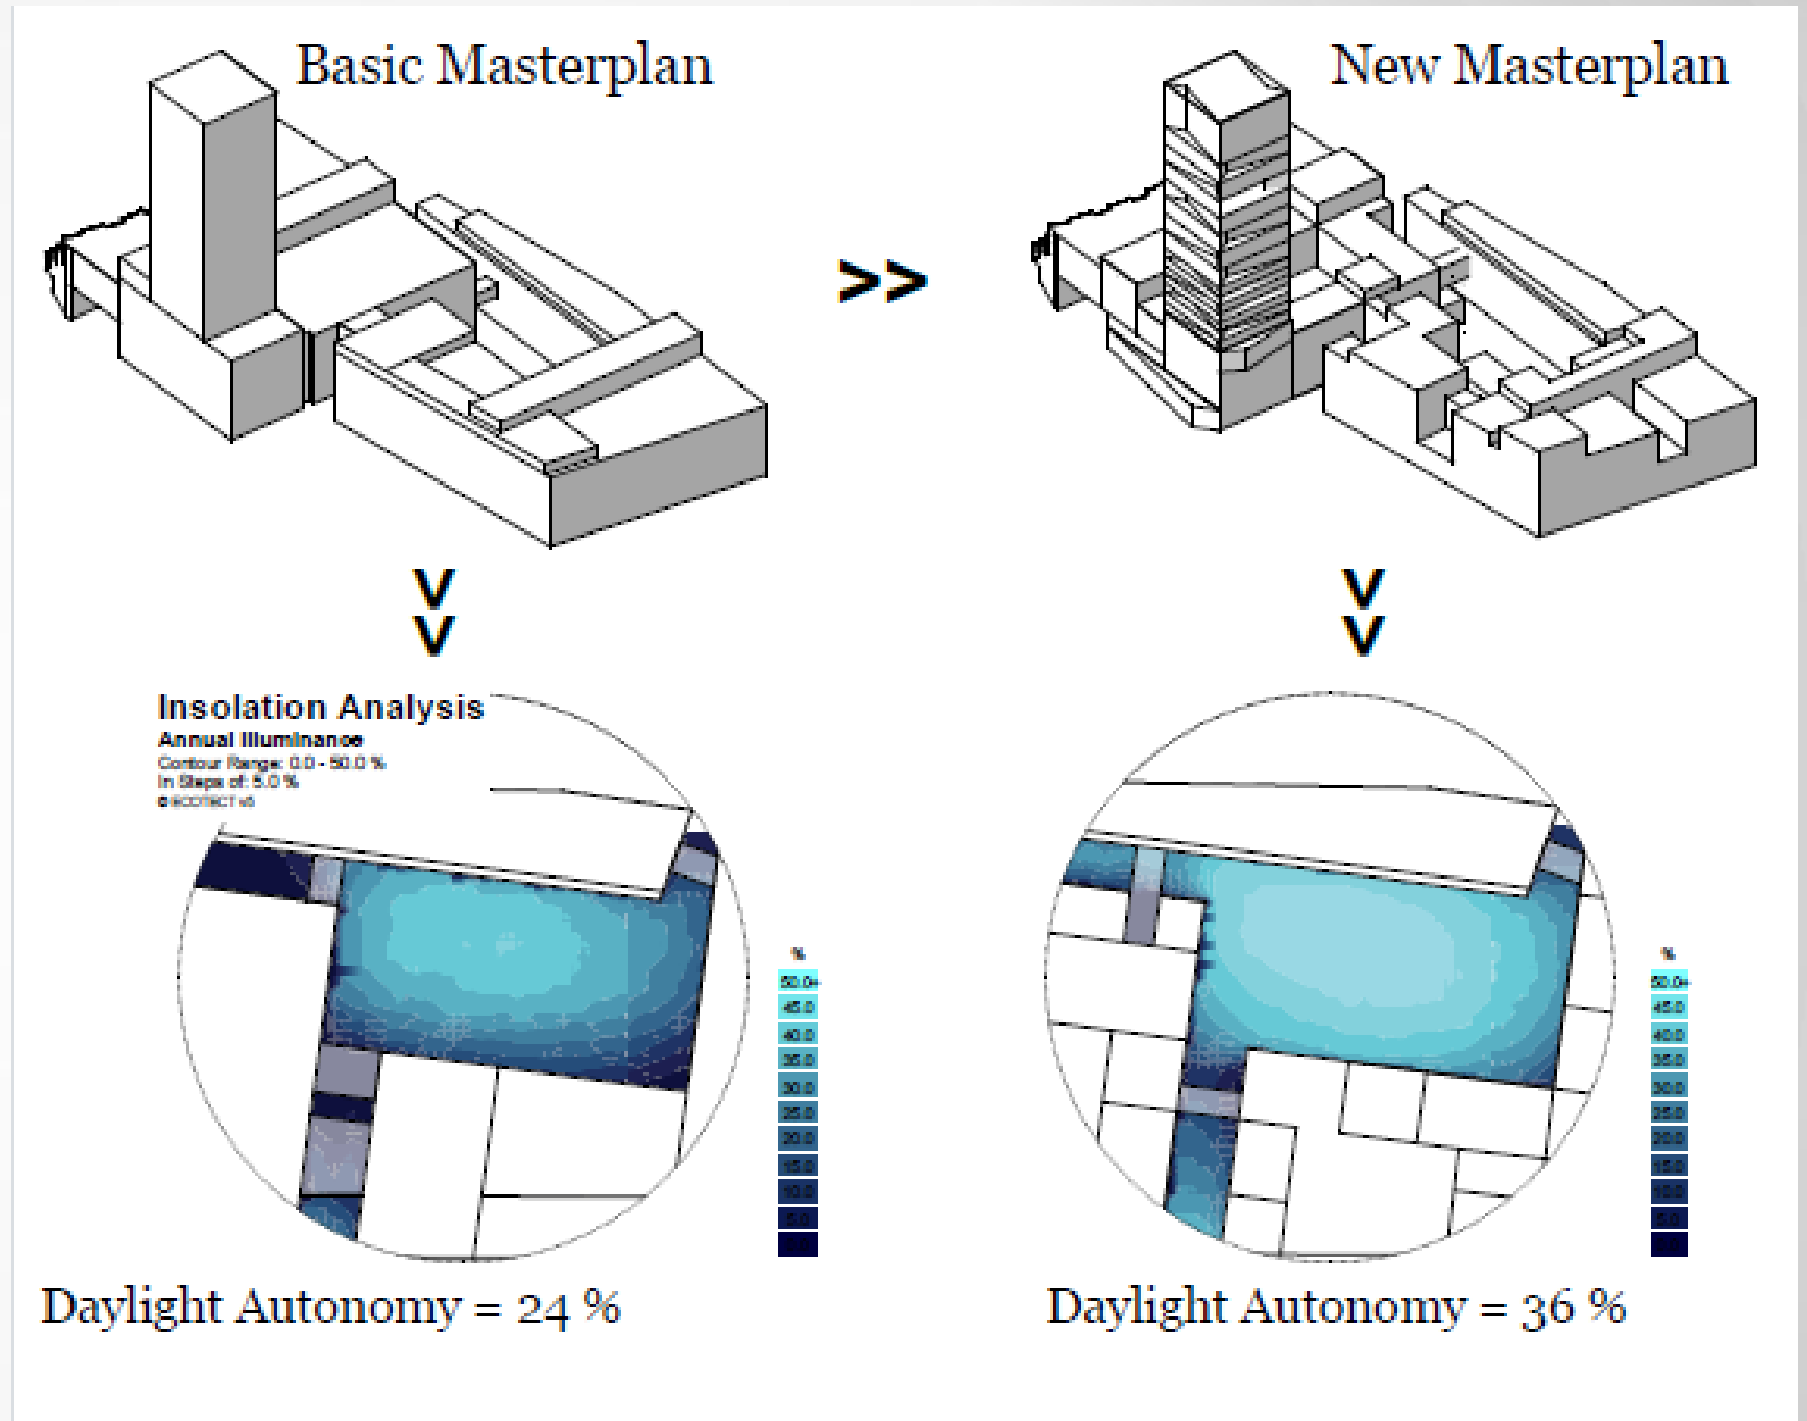 Basic Masterplan
New Masterplan
>>
V
V
V
V
Insolation Analysis
Annual Illuminance
Contour Range: 0.0 - 50.0 %
In Steps of: 5.0 %
© ECOTECT v5
%
50.0+
45.0
40.0
35.0
30.0
25.0
20.0
15.0
10.0
5.0
%
50.0+
45.0
40.0
35.0
30.0
25.0
20.0
15.0
10.0
5.0
Daylight Autonomy = 24 %
Daylight Autonomy = 36 %